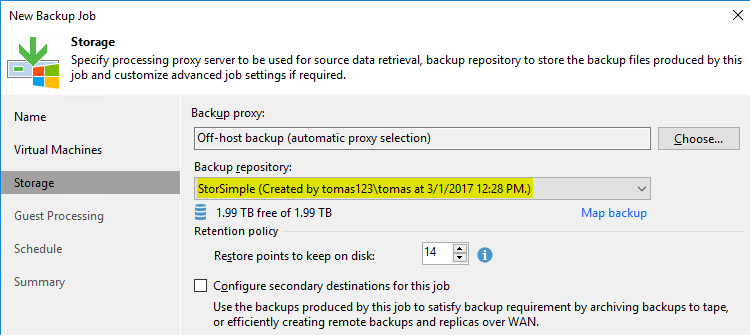 New Backup Job
Storage
Specify processing proxy server to be used for source data retrieval, backup repository to store the backup files produced by this
job and customize advanced job settings if required.
Name
Virtual Machines
Storage
Guest Processing
Schedule
Summary
Backup proxy:
Off-host backup (automatic proxy selection)
Choose...
Backup repository:
StorSimple (Created by tomas123\tomas at 3/1/2017 12:28 PM.)
1.99 TB free of 1.99 TB
Map backup
Retention policy
Restore points to keep on disk:
14
Configure secondary destinations for this job
Use the backups produced by this job to satisfy backup requirement by archiving backups to tape,
or efficiently creating remote backups and replicas over WAN.